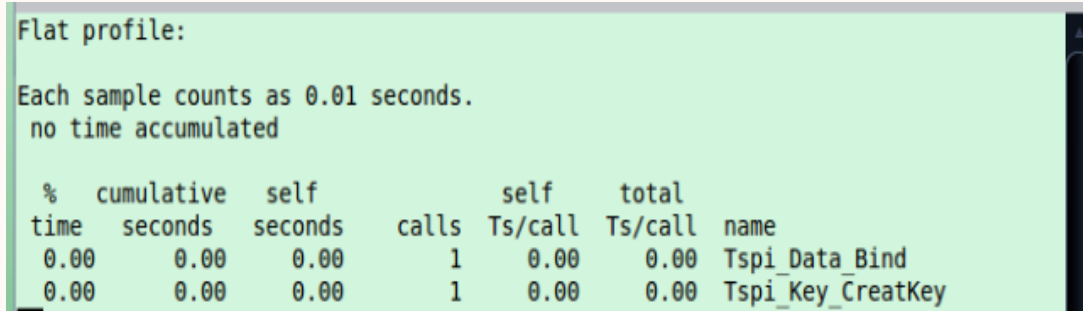 Flat profile:
Each sample counts as 0.01 seconds.
no time accumulated
% cumulative self self total
time seconds seconds calls Ts/call Ts/call name
0.00 0.00 0.00 1 0.00 0.00 Tspi_Data_Bind
0.00 0.00 0.00 1 0.00 0.00 Tspi_Key_CreatKey